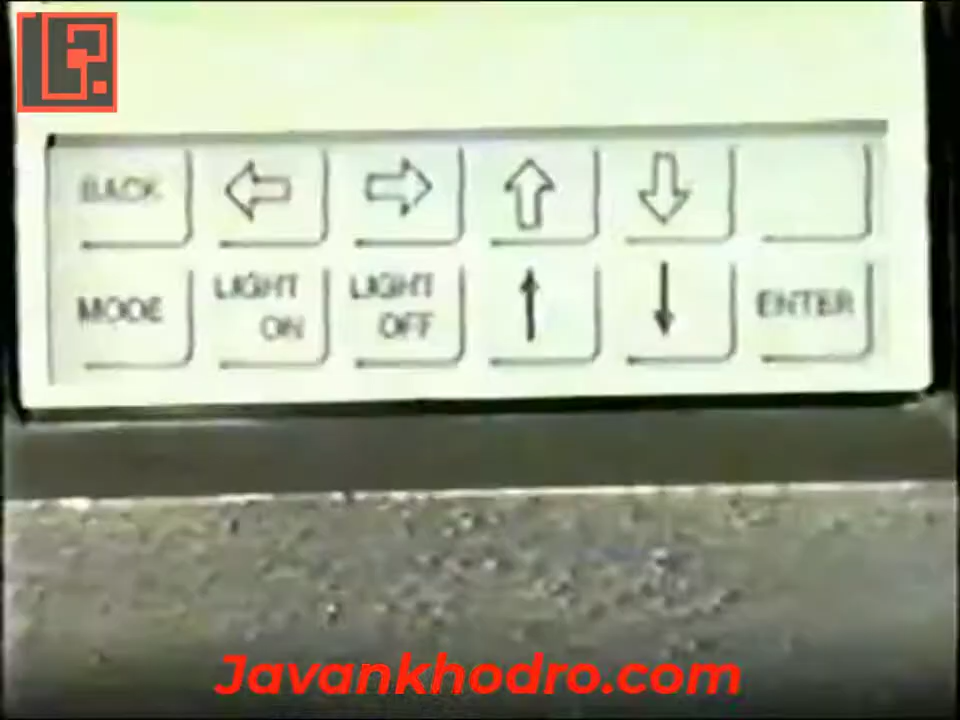 BACK
MODE
LIGHT
ON
LIGHT
OFF
ENTER
Javankhodro.com